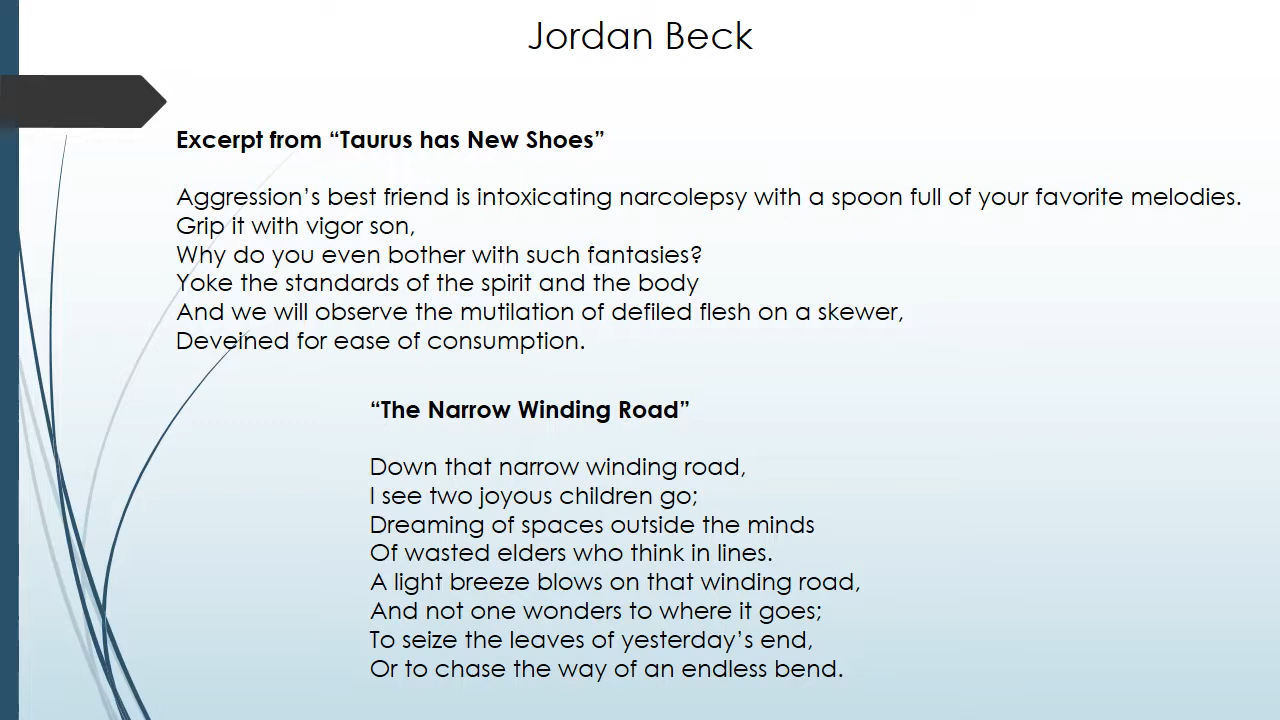 Jordan Beck
Excerpt from “Taurus has New Shoes”
Aggression’s best friend is intoxicating narcolepsy with a spoon full of your favorite melodies.
Grip it with vigor son,
Why do you even bother with such fantasies?
Yoke the standards of the spirit and the body
And we will observe the mutilation of defiled flesh on a skewer,
Deveined for ease of consumption.
“The Narrow Winding Road”
Down that narrow winding road,
I see two joyous children go;
Dreaming of spaces outside the minds
Of wasted elders who think in lines.
A light breeze blows on that winding road,
And not one wonders to where it goes;
To seize the leaves of yesterday’s end,
Or to chase the way of an endless bend.